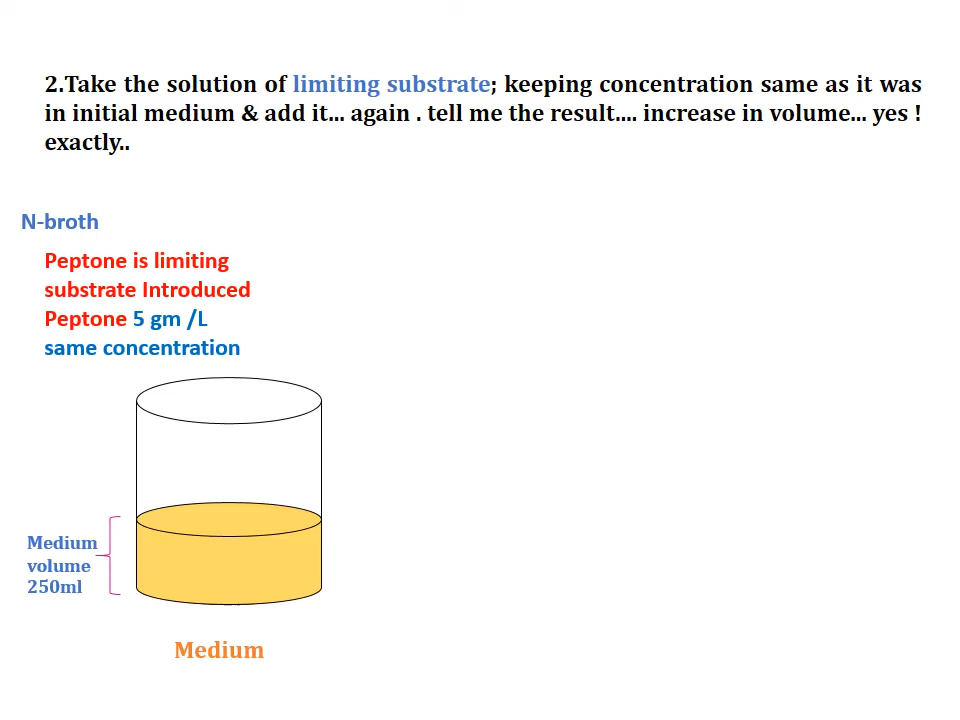 2.Take the solution of limiting substrate; keeping concentration same as it was
in initial medium & add it... again . tell me the result.... increase in volume... yes !
exactly..
N-broth
Peptone is limiting
substrate Introduced
Peptone 5 gm /L
same concentration
Medium
volume
250ml
Medium